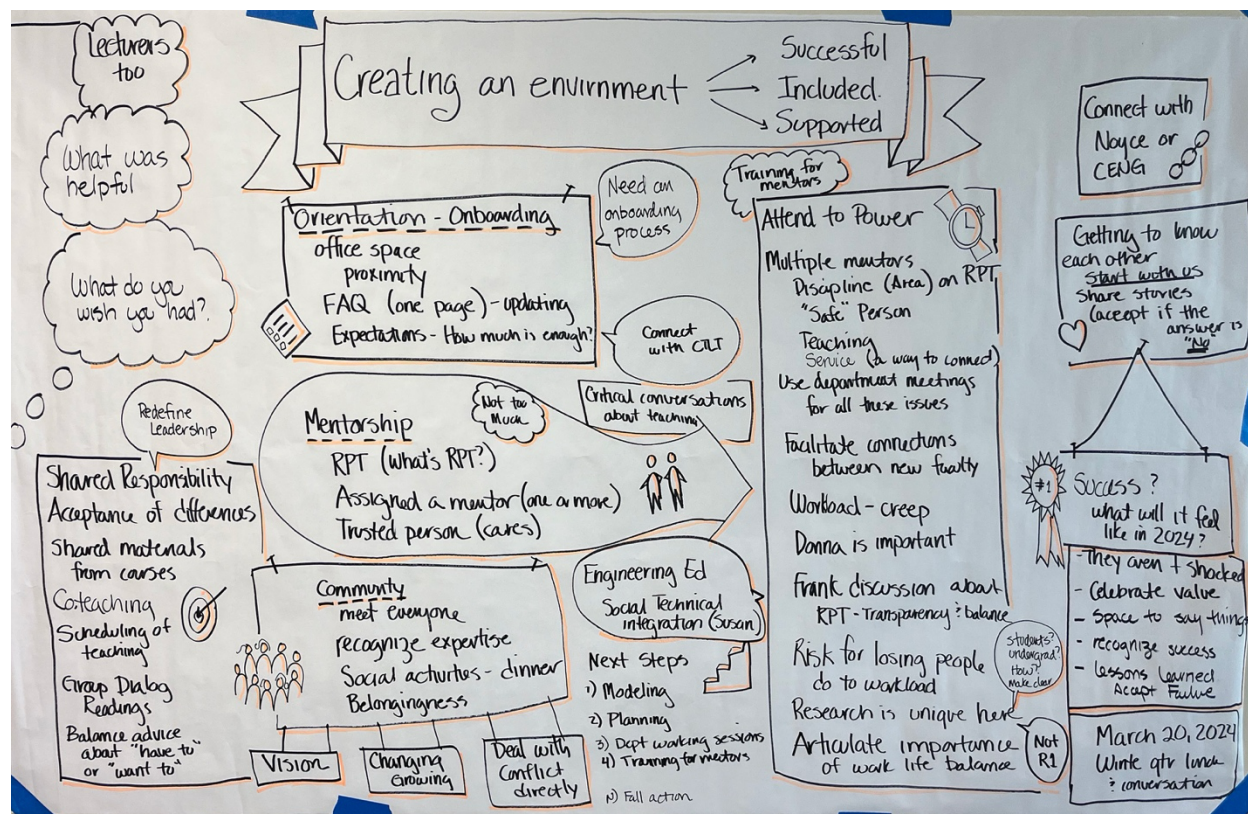 Lecturers
too
What was
helpful
What do you
wish you had?
Creating an envirnment
Successful
Included.
Supported
Connect with
Noyce or
CENG
Need an
onboarding
process
Orientation - Onboarding
office space
proximity
FAQ (one page) - updating
Expectations - How much is enough?
Connect
with CTLT
Critical conversations
about teaching
Not too
Much
Mentorship
RPT (what's RPT?)
Assigned a mentor (one or more)
Trusted person (cares)
Training for
mentors
Attend to Power
Multiple mentors
Discipline (Area) on RPT
"Safe" Person
Teaching
Service (a way to connect)
Use department meetings
for all these issues
Facilitate connections
between new faculty
Workload - creep
Donna is important
Frank discussion about
RPT - Transparency & balance
Risk for losing people
do to workload
Research is unique here
Articulate importance
of work life balance
Students?
undergrad?
How?
Make clear
Not
R1
Getting to know
each other
start with us
share stories
(accept if the
answer is
"No"
#1
Success?
what will it feel
like in 2024?
- They aren't shocked
- Celebrate value
- Space to say things
- recognize success
- lessons learned
Accept Failure
March 20, 2024
Winte qtr lunch
& conversation
Redefine
Leadership
Shared Responsibility
Acceptance of differences
Shared materials
from courses
Co-teaching
Scheduling of
teaching
Group Dialog
Readings
Balance advice
about "have to"
or "want to"
Communty
meet everyone
recognize expertise
Social activites - dinner
Belongingness
Vision
Changing
Growing
Deal with
Conflict
directly
Engineering Ed
Social Technical
integration (Susan)
Next Steps
1) Modeling
2) Planning
3) Dept working sessions
4) Training for mentors
N) Fall action